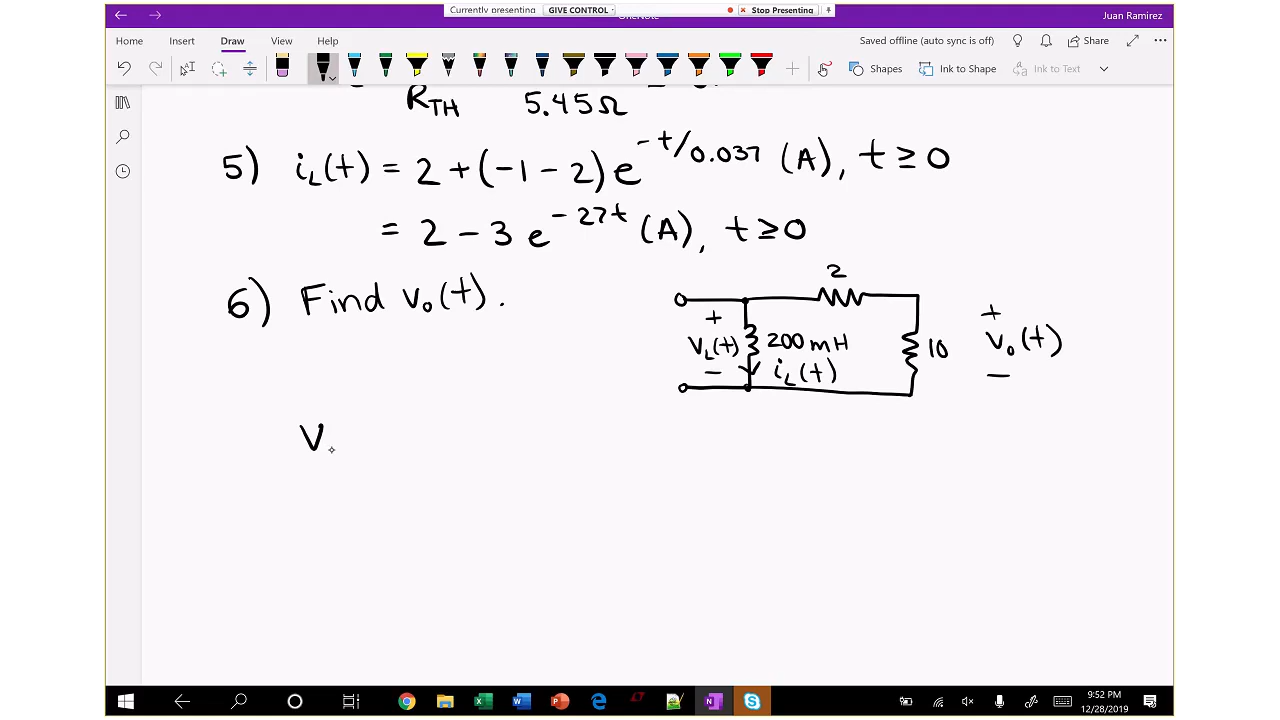 Currently presenting GIVE CONTROL Stop Presenting
OneNote
Juan Ramirez
Home Insert Draw View Help
Saved offline (auto sync is off) Share
Shapes Ink to Shape Ink to Text
R_TH 5.45Ω
5) i_L(t) = 2 + (-1 - 2) e^{-t/0.037} (A), t ≥ 0
= 2 - 3 e^{-27t} (A), t ≥ 0
6) Find v_o(t).
2
+ V_L(t) -
200 mH
i_L(t)
10
+ v_o(t) -
V
9:52 PM
12/28/2019